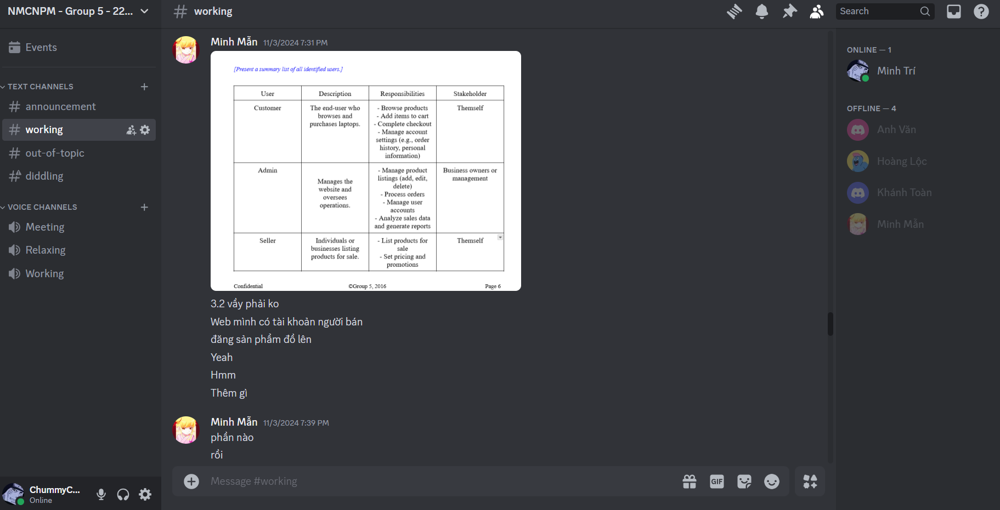 NMCNPM - Group 5 - 22...
Events
TEXT CHANNELS
announcement
working
out-of-topic
diddling
VOICE CHANNELS
Meeting
Relaxing
Working
ChummyC...
Online
working
Search
Minh Mẫn 11/3/2024 7:31 PM
[Present a summary list of all identified users.]
User Description Responsibilities Stakeholder
Customer
The end-user who
browses and
purchases laptops.
- Browse products
- Add items to cart
- Complete checkout
- Manage account
settings (e.g., order
history, personal
information)
Themself
Admin
Manages the
website and
oversees
operations.
- Manage product
listings (add, edit,
delete)
- Process orders
- Manage user
accounts
- Analyze sales data
and generate reports
Business owners or
management
Seller
Individuals or
businesses listing
products for sale.
- List products for
sale
- Set pricing and
promotions
Themself
Confidential ©Group 5, 2016 Page 6
3.2 vầy phải ko
Web mình có tài khoản người bán
đăng sản phẩm đồ lên
Yeah
Hmm
Thêm gì
Minh Mẫn 11/3/2024 7:39 PM
phần nào
rồi
Message #working
GIF
ONLINE — 1
Minh Trí
OFFLINE — 4
Anh Văn
Hoàng Lộc
Khánh Toàn
Minh Mẫn